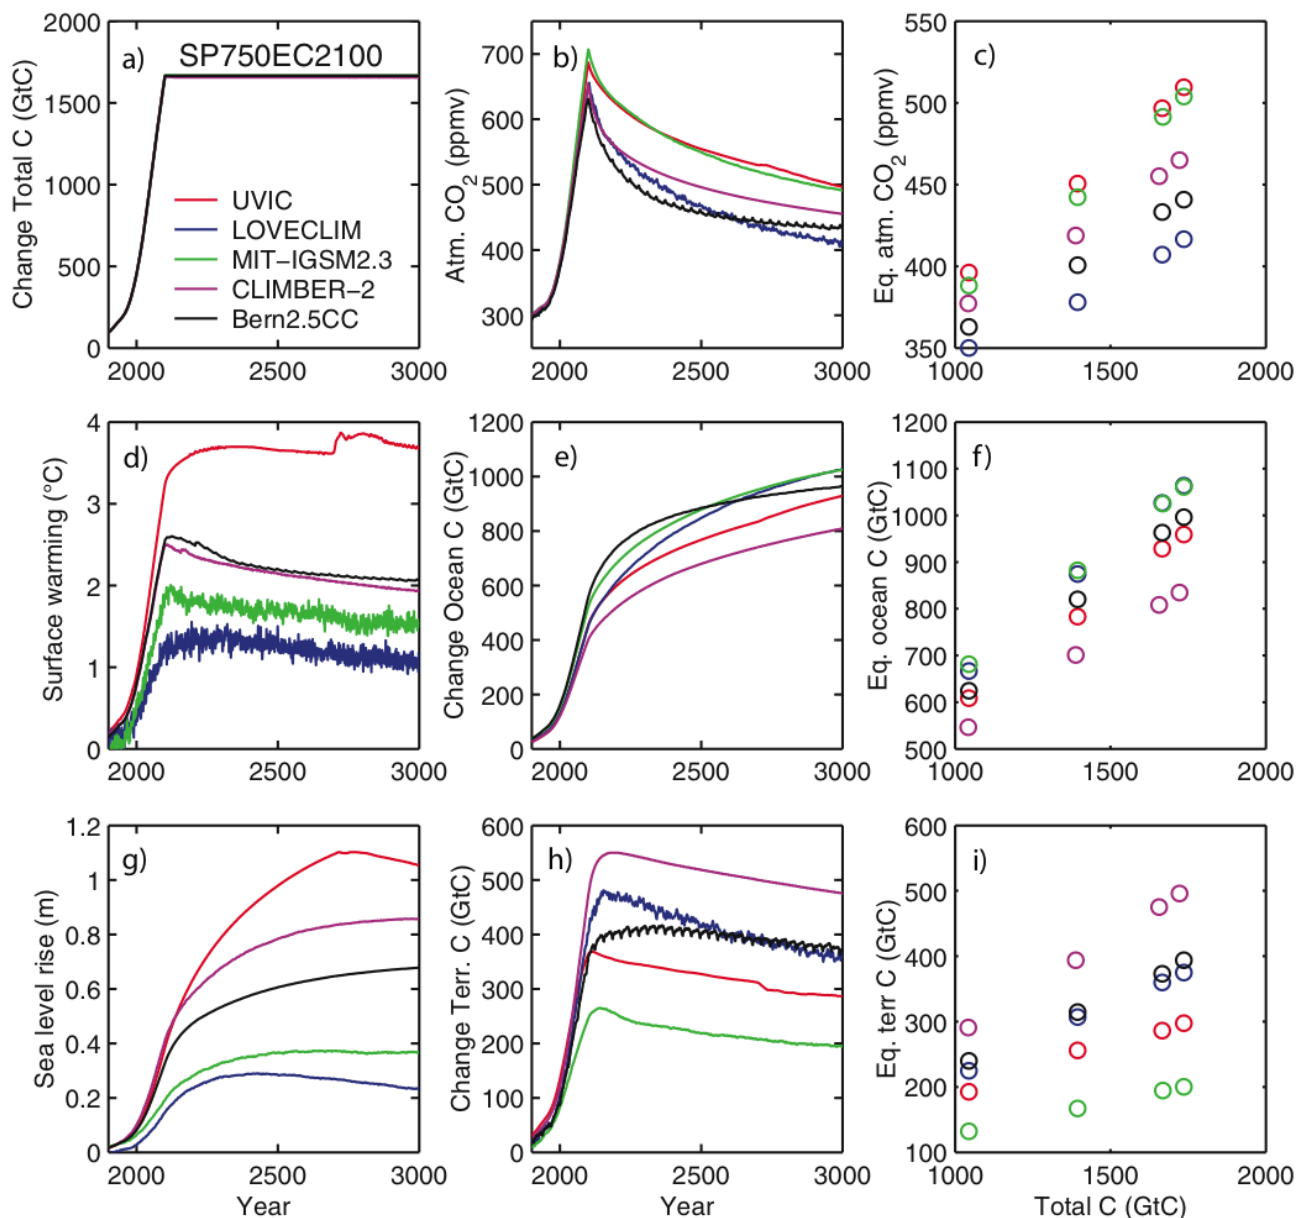 a) SP750EC2100
Change Total C (GtC)
2000
1500
1000
500
0
UVIC
LOVECLIM
MIT−IGSM2.3
CLIMBER−2
Bern2.5CC
2000 2500 3000
b)
Atm. CO2 (ppmv)
700
600
500
400
300
2000 2500 3000
c)
Eq. atm. CO2 (ppmv)
550
500
450
400
350
1000 1500 2000
d)
Surface warming (°C)
4
3
2
1
0
2000 2500 3000
e)
Change Ocean C (GtC)
1200
1000
800
600
400
200
0
2000 2500 3000
f)
Eq. ocean C (GtC)
1200
1100
1000
900
800
700
600
500
1000 1500 2000
g)
Sea level rise (m)
1.2
1
0.8
0.6
0.4
0.2
0
2000 2500 3000
Year
h)
Change Terr. C (GtC)
600
500
400
300
200
100
0
2000 2500 3000
Year
i)
Eq. terr C (GtC)
600
500
400
300
200
100
1000 1500 2000
Total C (GtC)